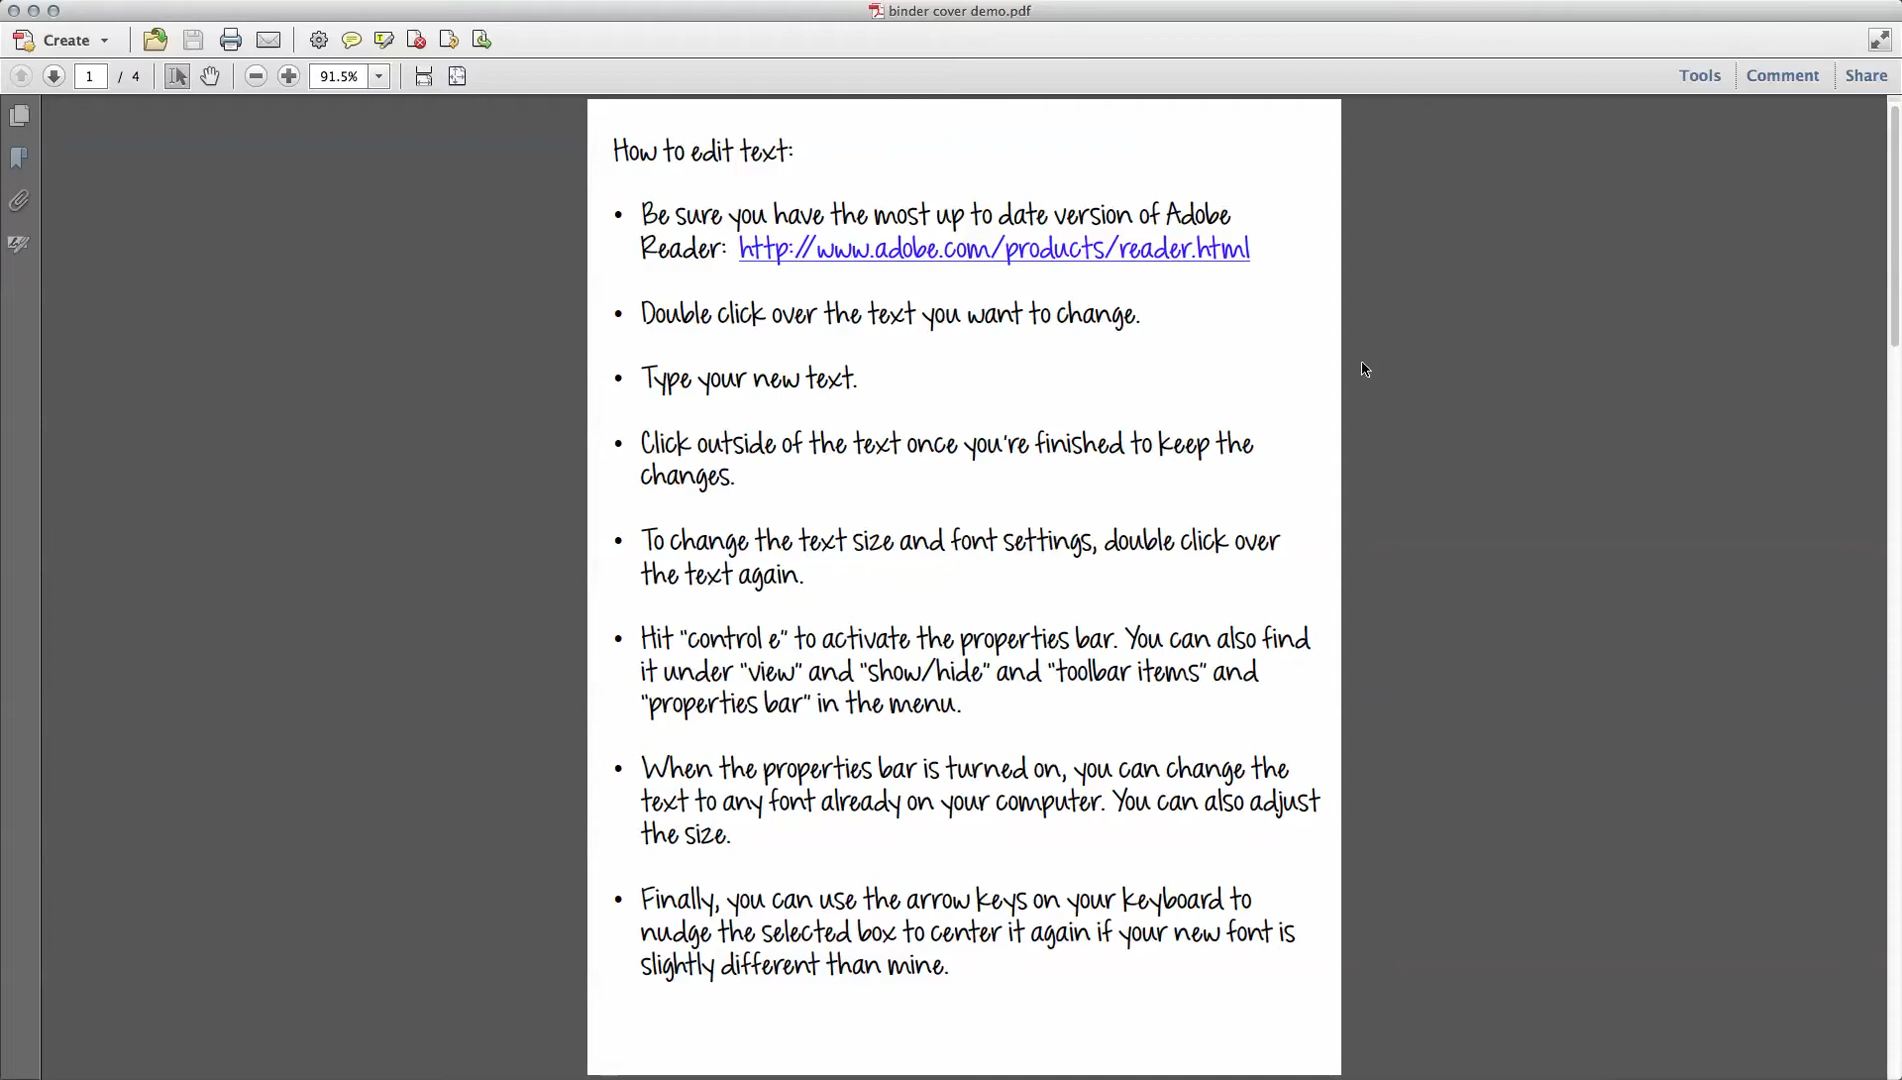 binder cover demo.pdf
Create
1 / 4
91.5%
Tools
Comment
Share
How to edit text:
• Be sure you have the most up to date version of Adobe
Reader: http://www.adobe.com/products/reader.html
• Double click over the text you want to change.
• Type your new text.
• Click outside of the text once you're finished to keep the
changes.
• To change the text size and font settings, double click over
the text again.
• Hit "control e" to activate the properties bar. You can also find
it under "view" and "show/hide" and "toolbar items" and
"properties bar" in the menu.
• When the properties bar is turned on, you can change the
text to any font already on your computer. You can also adjust
the size.
• Finally, you can use the arrow keys on your keyboard to
nudge the selected box to center it again if your new font is
slightly different than mine.